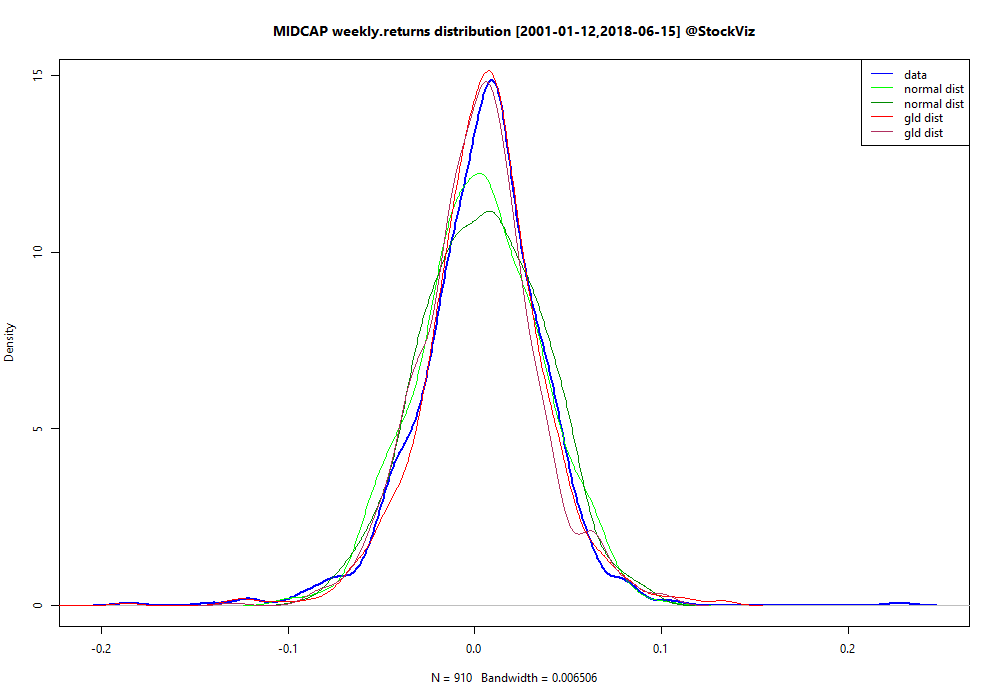 MIDCAP weekly.returns distribution [2001-01-12,2018-06-15] @StockViz
data
normal dist
normal dist
gld dist
gld dist
15
10
5
0
Density
-0.2 -0.1 0.0 0.1 0.2
N = 910 Bandwidth = 0.006506